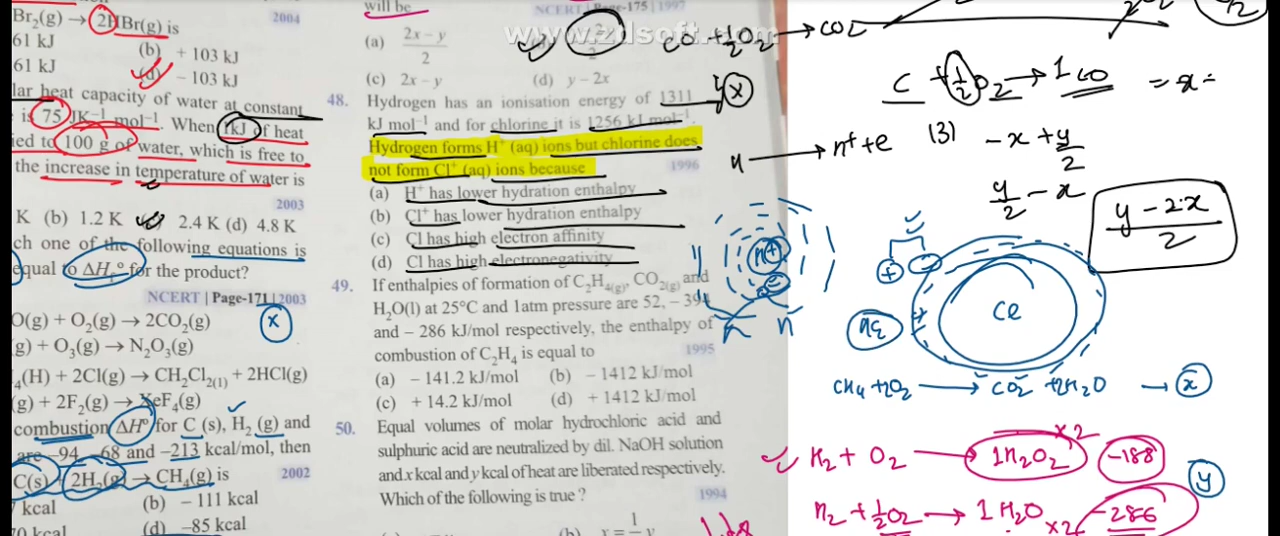 Br₂(g) → 2HBr(g) is
2004
61 kJ
(b) + 103 kJ
61 kJ
(d) − 103 kJ
lar heat capacity of water at constant
is 75 JK⁻¹ mol⁻¹. When 1kJ of heat
ied to 100 g of water, which is free to
the increase in temperature of water is
2003
K (b) 1.2 K
2.4 K (d) 4.8 K
ch one of the following equations is
equal to ΔHf° for the product?
NCERT | Page-171 | 2003
O(g) + O₂(g) → 2CO₂(g)
x
g) + O₃(g) → N₂O₃(g)
₄(H) + 2Cl(g) → CH₂Cl₂(l) + 2HCl(g)
(g) + 2F₂(g) → XeF₄(g)
combustion ΔH° for C (s), H₂ (g) and
are −94, −68 and −213 kcal/mol, then
C(s) + 2H₂(g) → CH₄(g) is
2002
kcal
(b) − 111 kcal
70 kcal
(d) −85 kcal
will be
NCERT | Page-175 | 1997
(a) 2x − y / 2
www.zdsoft.com
(c) 2x − y
(d) y − 2x
48. Hydrogen has an ionisation energy of 1311
kJ mol⁻¹ and for chlorine it is 1256 kJ mol⁻¹.
Hydrogen forms H⁺ (aq) ions but chlorine does
not form Cl⁺ (aq) ions because
1996
(a) H⁺ has lower hydration enthalpy
(b) Cl⁺ has lower hydration enthalpy
(c) Cl has high electron affinity
(d) Cl has high electronegativity
49. If enthalpies of formation of C₂H₄(g), CO₂(g) and
H₂O(l) at 25°C and 1atm pressure are 52, − 394
and − 286 kJ/mol respectively, the enthalpy of
combustion of C₂H₄ is equal to
1995
(a) − 141.2 kJ/mol (b) − 1412 kJ/mol
(c) + 14.2 kJ/mol (d) + 1412 kJ/mol
50. Equal volumes of molar hydrochloric acid and
sulphuric acid are neutralized by dil. NaOH solution
and x kcal and y kcal of heat are liberated respectively.
Which of the following is true ?
1994
CO + ½O₂ → CO2
C + ½O₂ → 1CO = x
x
H → H⁺ + e (3) −x + y/2
y/2 − x
y − 2x / 2
Cl
CH₄ + 2O₂ → CO₂ + 2H₂O → x
H₂ + O₂ → 1H₂O₂ ×2 −188
y
H₂ + ½O₂ → 1H₂O ×2 −286